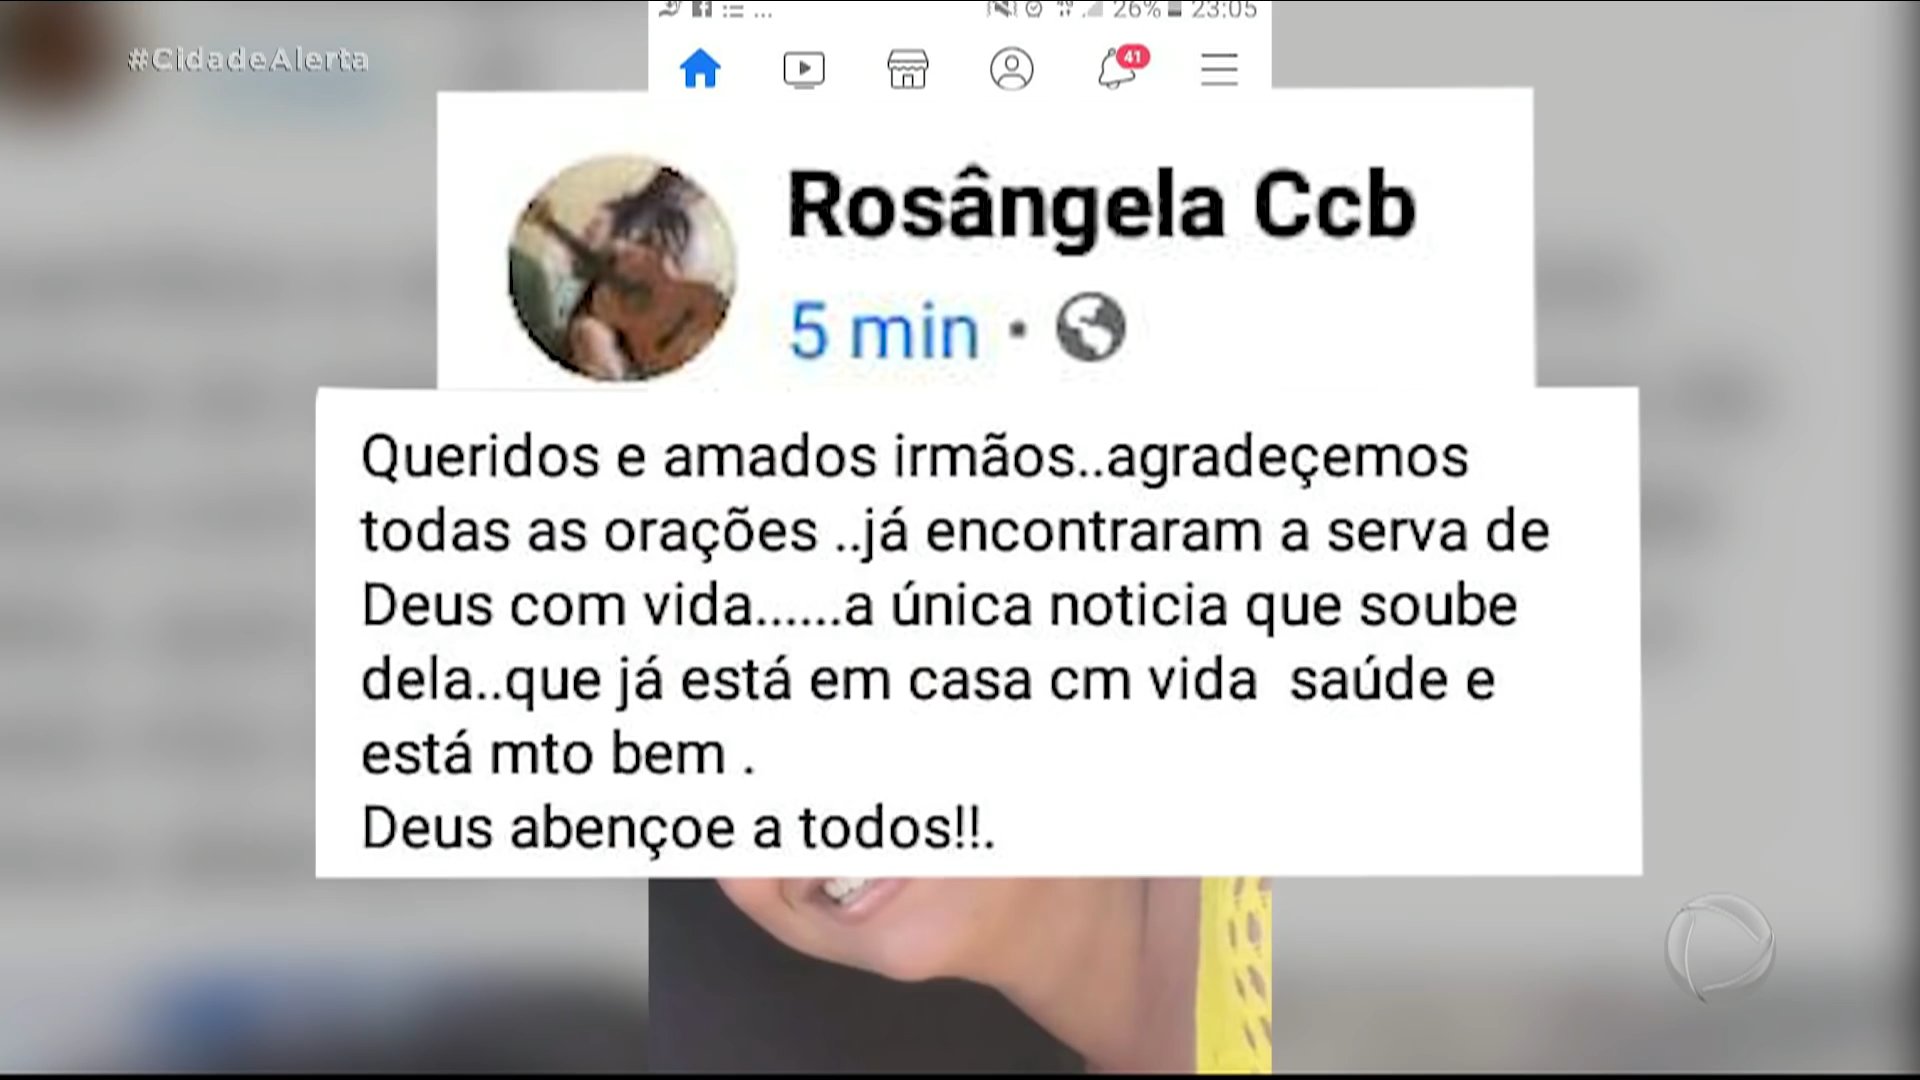 26% 23:05
#CidadeAlerta
41
Rosângela Ccb
5 min
Queridos e amados irmãos..agradeçemos
todas as orações ..já encontraram a serva de
Deus com vida......a única noticia que soube
dela..que já está em casa cm vida  saúde e
está mto bem .
Deus abençoe a todos!!.